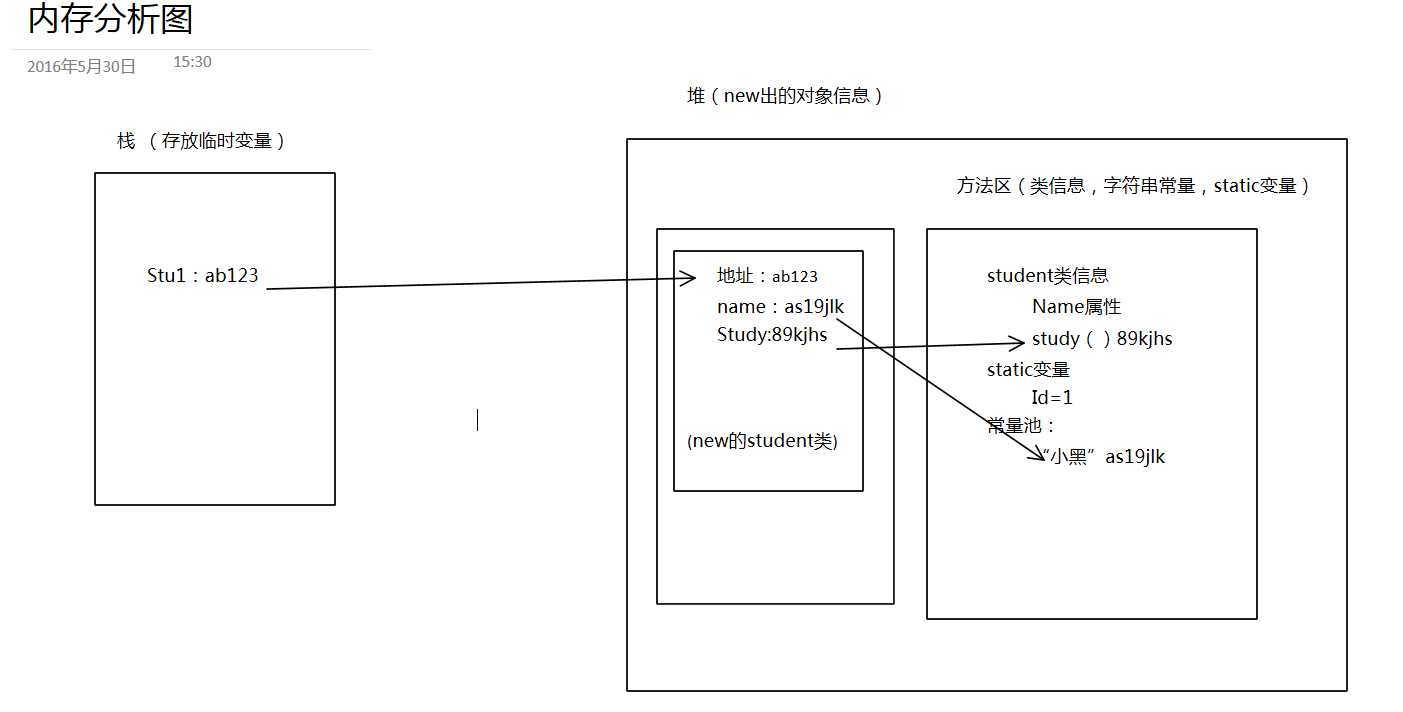 内存分析图
2016年5月30日 15:30
堆（new出的对象信息）
栈 （存放临时变量）
方法区（类信息，字符串常量，static变量）
Stu1：ab123
地址：ab123
name：as19jlk
Study:89kjhs
(new的student类)
student类信息
Name属性
study（ ）89kjhs
static变量
Id=1
常量池：
“小黑”as19jlk